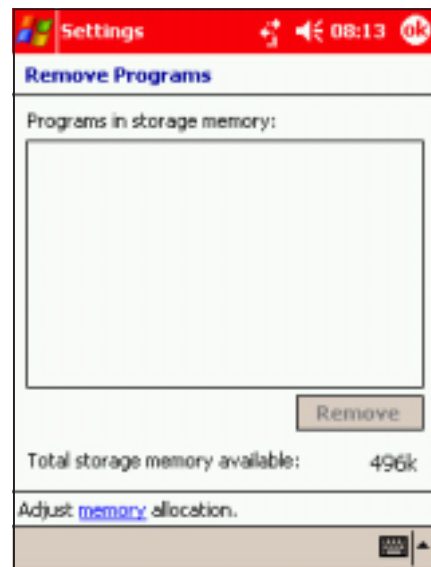 Settings 08:13 ok
Remove Programs
Programs in storage memory:
Remove
Total storage memory available: 496k
Adjust memory allocation.